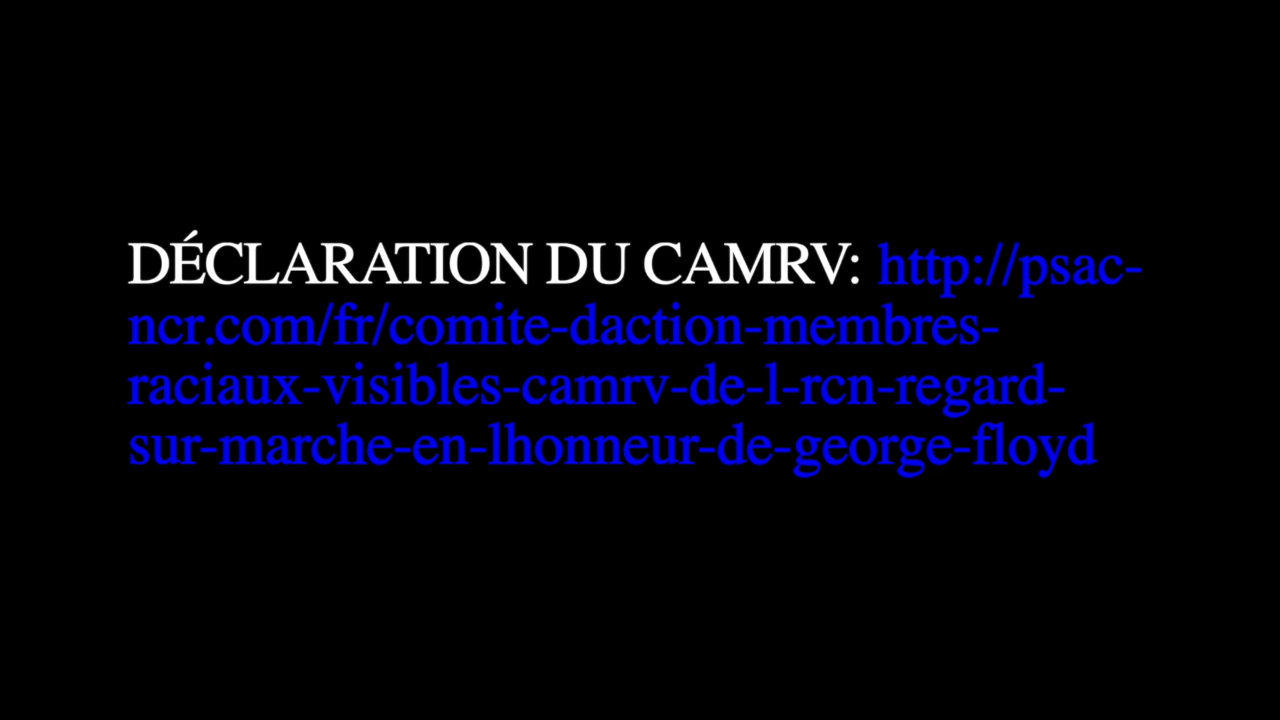 DÉCLARATION DU CAMRV: http://psac-
ncr.com/fr/comite-daction-membres-
raciaux-visibles-camrv-de-l-rcn-regard-
sur-marche-en-lhonneur-de-george-floyd